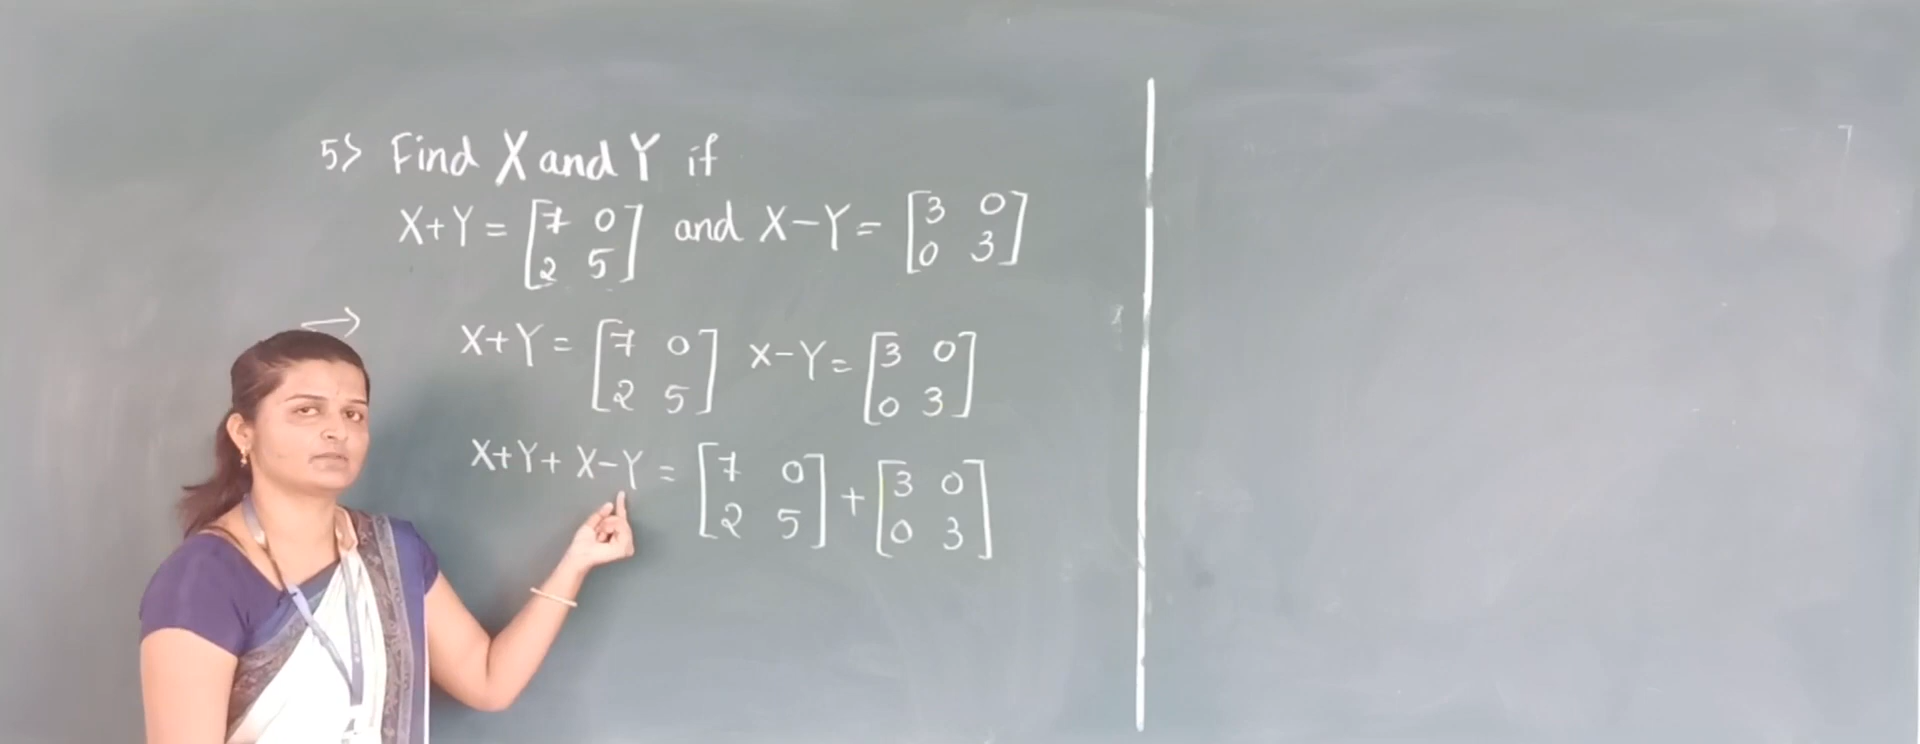 5> Find X and Y if
X+Y = [7 0 2 5] and X-Y = [3 0 0 3]
→ X+Y = [7 0 2 5] X-Y = [3 0 0 3]
X+Y+ X-Y = [7 0 2 5] + [3 0 0 3]